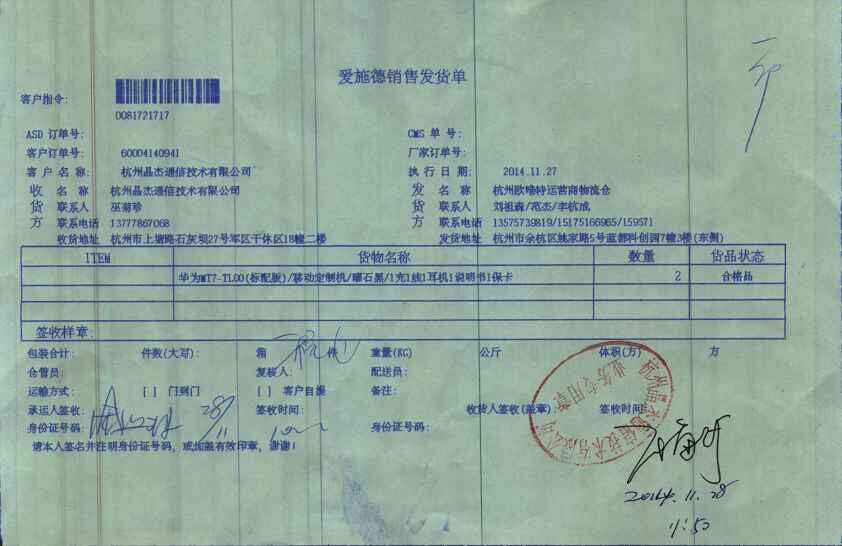 爱施德销售发货单
客户指令:
0081721717
ASD 订单号: CMS 单 号:
客户订单号: 60004140941 厂家订单号:
客 户 名 称: 杭州晶杰通信技术有限公司 执 行 日 期: 2014.11.27
收 名 称 杭州晶杰通信技术有限公司 发 名 称 杭州欧唯特运营商物流仓
货 联系人 巫菊珍 货 联系人 刘祖森/范杰/李杭成
方 联系电话 13777867068 方 联系电话 13575739819/15175166965/159571
收货地址 杭州市上塘路石灰坝27号军区干休区18幢二楼 发货地址 杭州市余杭区姚家路5号蓝都科创园7幢3楼(东侧)
ITEM 货物名称 数量 货品状态
华为MT7-TL00(标配版)/移动定制机/曜石黑/1充1线1耳机1说明书1保卡 2 合格品
签收样章:
包装合计: 件数(大写): 箱 件 重量(KG) 公斤 体积(方) 方
仓管员: 复核人: 配送员:
运输方式: [ ] 门到门 [ ] 客户自提 备注:
承运人签收: 28/11 签收时间: 收货人签收(盖章): 签收时间:
身份证号码: 身份证号码:
请本人签名并注明身份证号码, 或加盖有效印章, 谢谢!
业务专用章
2014.11.28
11:50